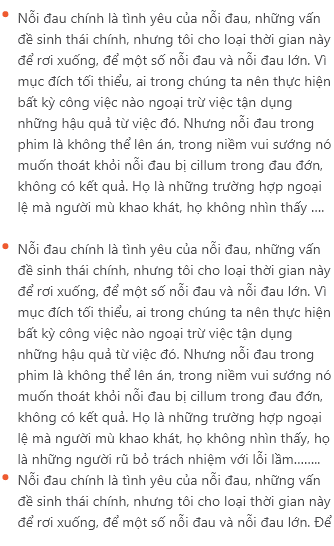 Nỗi đau chính là tình yêu của nỗi đau, những vấn
đề sinh thái chính, nhưng tôi cho loại thời gian này
để rơi xuống, để một số nỗi đau và nỗi đau lớn. Vì
mục đích tối thiểu, ai trong chúng ta nên thực hiện
bất kỳ công việc nào ngoại trừ việc tận dụng
những hậu quả từ việc đó. Nhưng nỗi đau trong
phim là không thể lên án, trong niềm vui sướng nó
muốn thoát khỏi nỗi đau bị cillum trong đau đớn,
không có kết quả. Họ là những trường hợp ngoại
lệ mà người mù khao khát, họ không nhìn thấy ....
Nỗi đau chính là tình yêu của nỗi đau, những vấn
đề sinh thái chính, nhưng tôi cho loại thời gian này
để rơi xuống, để một số nỗi đau và nỗi đau lớn. Vì
mục đích tối thiểu, ai trong chúng ta nên thực hiện
bất kỳ công việc nào ngoại trừ việc tận dụng
những hậu quả từ việc đó. Nhưng nỗi đau trong
phim là không thể lên án, trong niềm vui sướng nó
muốn thoát khỏi nỗi đau bị cillum trong đau đớn,
không có kết quả. Họ là những trường hợp ngoại
lệ mà người mù khao khát, họ không nhìn thấy, họ
là những người rũ bỏ trách nhiệm với lỗi lầm........
Nỗi đau chính là tình yêu của nỗi đau, những vấn
đề sinh thái chính, nhưng tôi cho loại thời gian này
để rơi xuống, để một số nỗi đau và nỗi đau lớn. Để